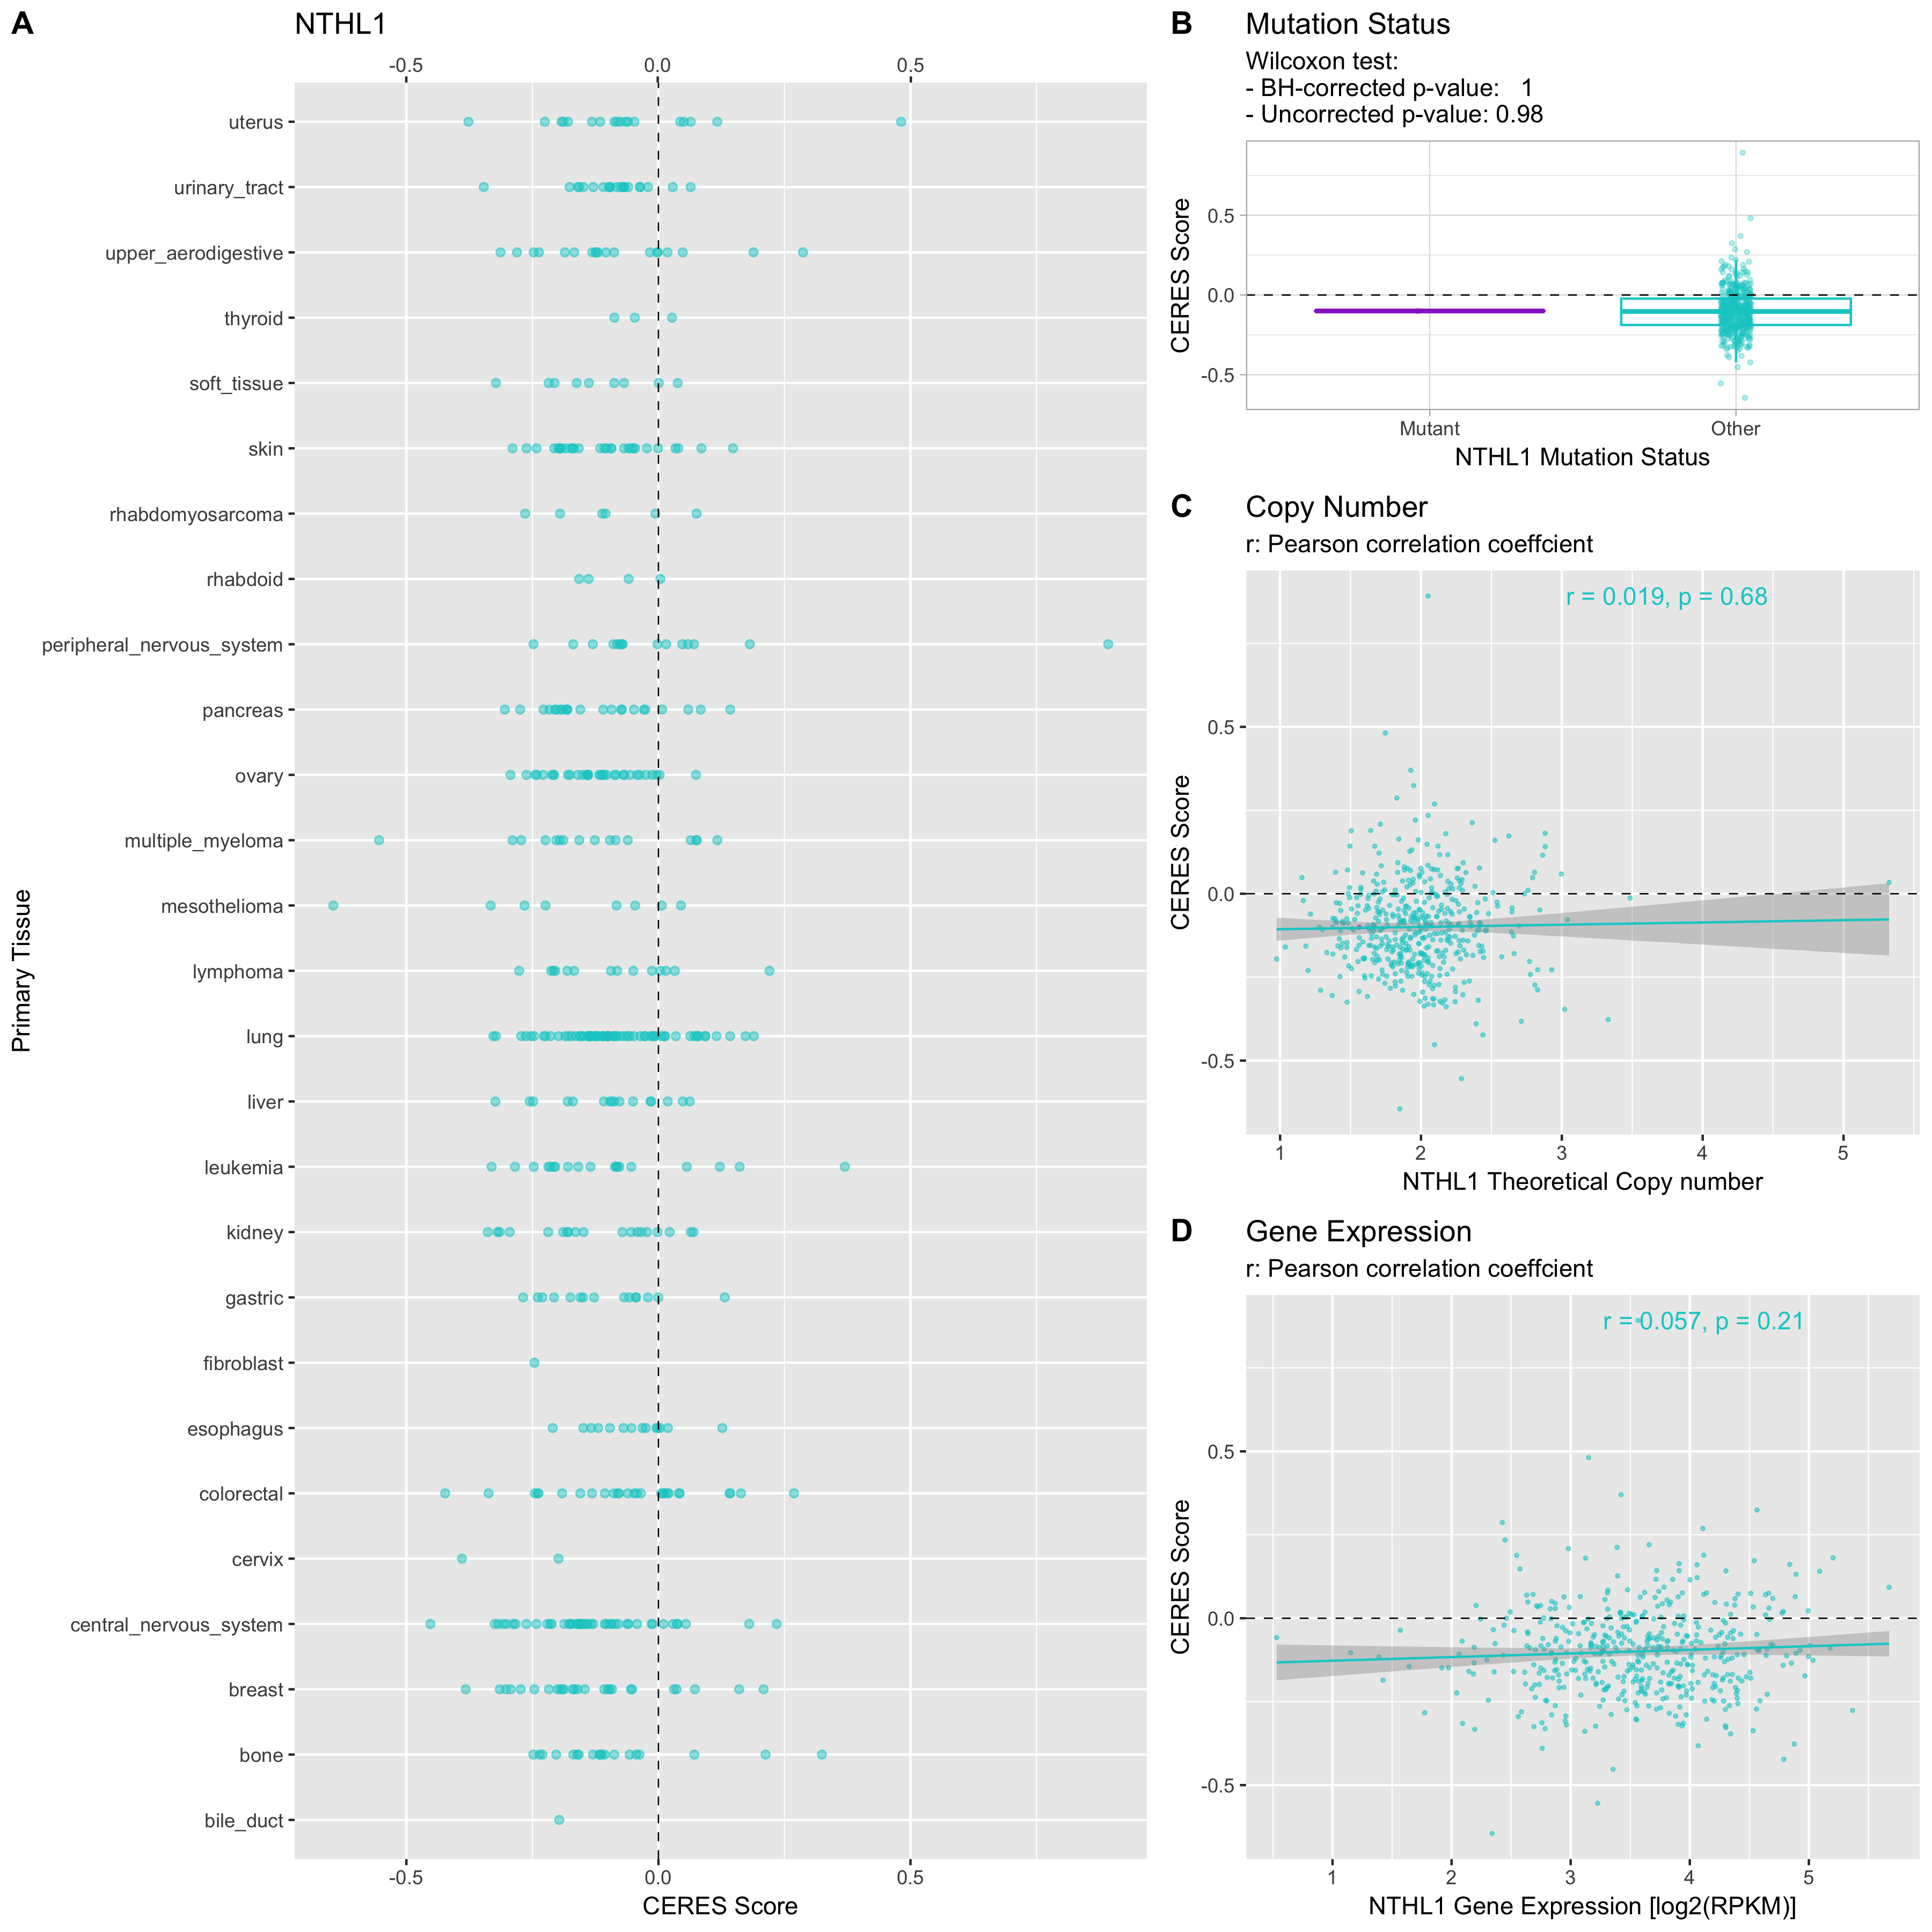 A
NTHL1
-0.5 0.0 0.5
uterus
urinary_tract
upper_aerodigestive
thyroid
soft_tissue
skin
rhabdomyosarcoma
rhabdoid
peripheral_nervous_system
pancreas
ovary
multiple_myeloma
mesothelioma
lymphoma
lung
liver
leukemia
kidney
gastric
fibroblast
esophagus
colorectal
cervix
central_nervous_system
breast
bone
bile_duct
Primary Tissue
-0.5 0.0 0.5
CERES Score
B
Mutation Status
Wilcoxon test:
- BH-corrected p-value: 1
- Uncorrected p-value: 0.98
CERES Score
0.5
0.0
-0.5
Mutant Other
NTHL1 Mutation Status
C
Copy Number
r: Pearson correlation coeffcient
r = 0.019, p = 0.68
CERES Score
0.5
0.0
-0.5
1 2 3 4 5
NTHL1 Theoretical Copy number
D
Gene Expression
r: Pearson correlation coeffcient
r = 0.057, p = 0.21
CERES Score
0.5
0.0
-0.5
1 2 3 4 5
NTHL1 Gene Expression [log2(RPKM)]